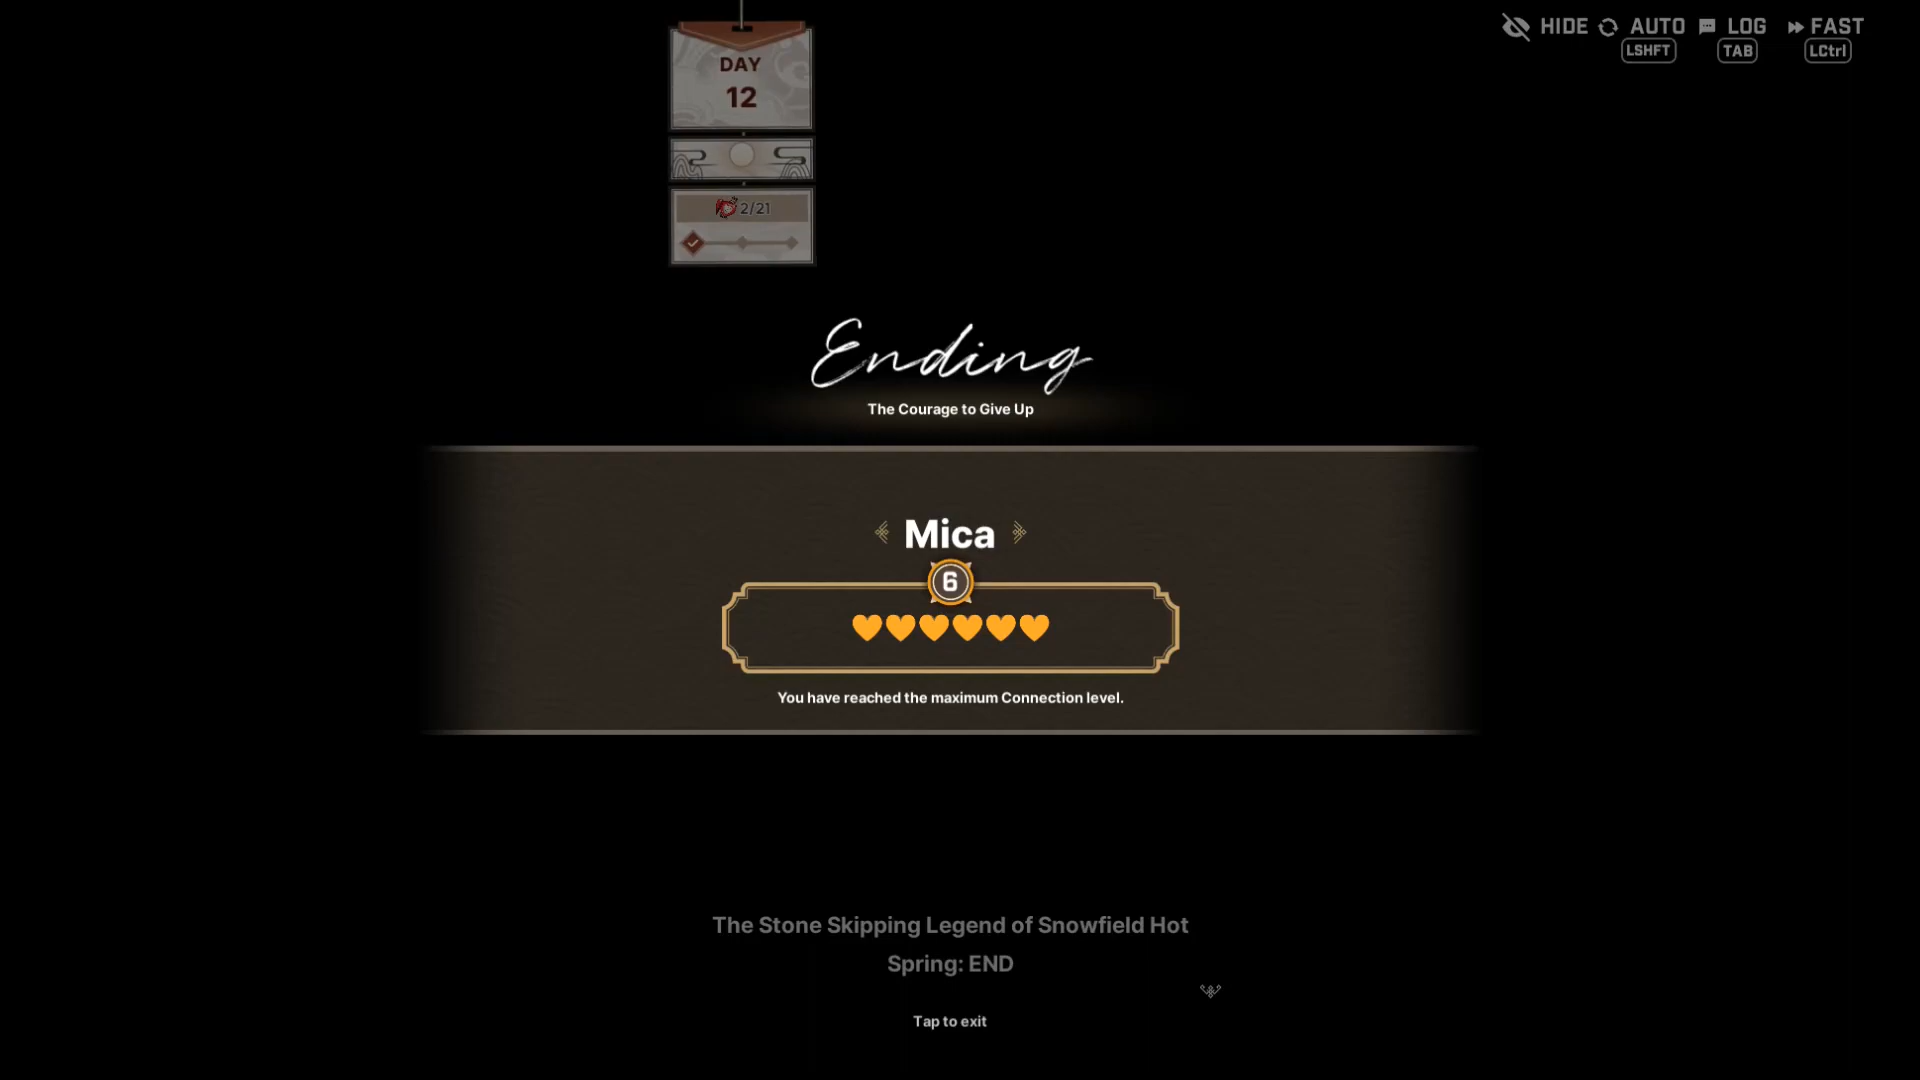 DAY
12
2/21
HIDE
AUTO
LSHFT
LOG
TAB
FAST
LCtrl
Ending
The Courage to Give Up
Mica
6
You have reached the maximum Connection level.
The Stone Skipping Legend of Snowfield Hot
Spring: END
Tap to exit